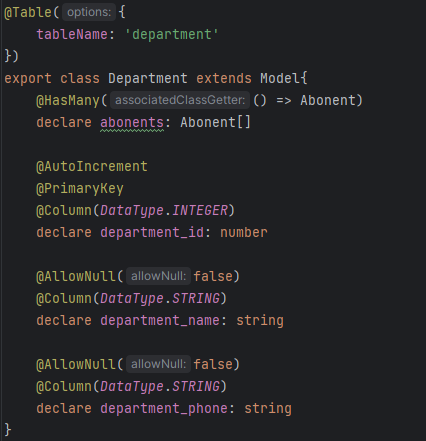 @Table( options: {
    tableName: 'department'
})
export class Department extends Model{
    @HasMany( associatedClassGetter: () => Abonent)
    declare abonents: Abonent[]

    @AutoIncrement
    @PrimaryKey
    @Column(DataType.INTEGER)
    declare department_id: number

    @AllowNull( allowNull: false)
    @Column(DataType.STRING)
    declare department_name: string

    @AllowNull( allowNull: false)
    @Column(DataType.STRING)
    declare department_phone: string
}